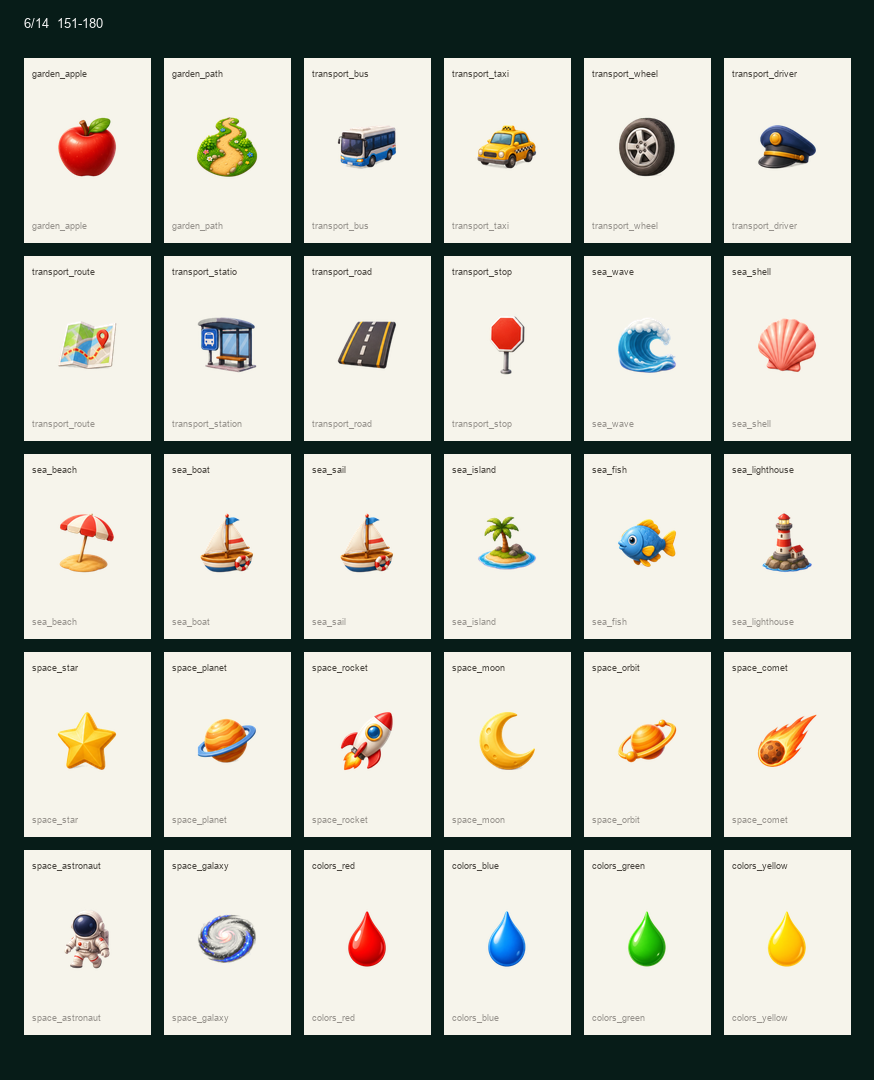 6/14 151-180
garden_apple garden_path transport_bus transport_taxi transport_wheel transport_driver
garden_apple garden_path transport_bus transport_taxi transport_wheel transport_driver
transport_route transport_statio transport_road transport_stop sea_wave sea_shell
transport_route transport_station transport_road transport_stop sea_wave sea_shell
sea_beach sea_boat sea_sail sea_island sea_fish sea_lighthouse
sea_beach sea_boat sea_sail sea_island sea_fish sea_lighthouse
space_star space_planet space_rocket space_moon space_orbit space_comet
space_star space_planet space_rocket space_moon space_orbit space_comet
space_astronaut space_galaxy colors_red colors_blue colors_green colors_yellow
space_astronaut space_galaxy colors_red colors_blue colors_green colors_yellow